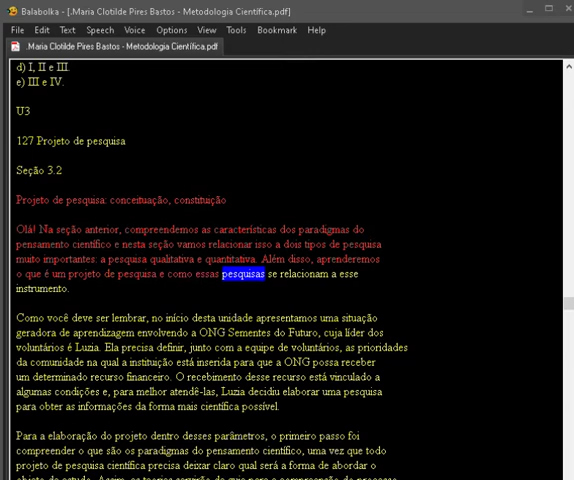 Balabolka - [.Maria Clotilde Pires Bastos - Metodologia Científica.pdf]
File Edit Text Speech Voice Options View Tools Bookmark Help
.Maria Clotilde Pires Bastos - Metodologia Científica.pdf
d) I, II e III.
e) III e IV.
U3
127 Projeto de pesquisa
Seção 3.2
Projeto de pesquisa: conceituação, constituição
Olá! Na seção anterior, compreendemos as características dos paradigmas do
pensamento científico e nesta seção vamos relacionar isso a dois tipos de pesquisa
muito importantes: a pesquisa qualitativa e quantitativa. Além disso, aprenderemos
o que é um projeto de pesquisa e como essas pesquisas se relacionam a esse
instrumento.
Como você deve ser lembrar, no início desta unidade apresentamos uma situação
geradora de aprendizagem envolvendo a ONG Sementes do Futuro, cuja líder dos
voluntários é Luzia. Ela precisa definir, junto com a equipe de voluntários, as prioridades
da comunidade na qual a instituição está inserida para que a ONG possa receber
um determinado recurso financeiro. O recebimento desse recurso está vinculado a
algumas condições e, para melhor atendê-las, Luzia decidiu elaborar uma pesquisa
para obter as informações da forma mais científica possível.
Para a elaboração do projeto dentro desses parâmetros, o primeiro passo foi
compreender o que são os paradigmas do pensamento científico, uma vez que todo
projeto de pesquisa científica precisa deixar claro qual será a forma de abordar o